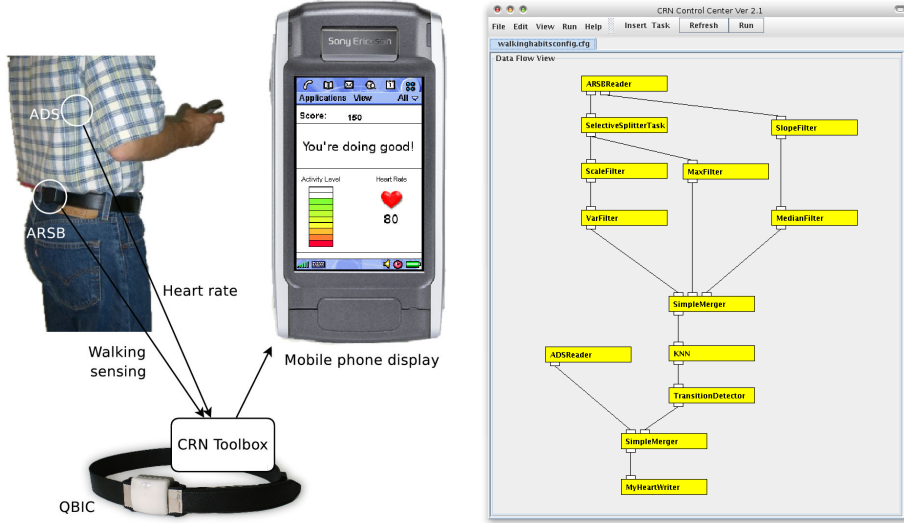 ADS
ARSB
Heart rate
Walking
sensing
CRN Toolbox
QBIC
Sony Ericsson
Applications View All
Score: 150
You're doing good!
Activity Level
Heart Rate
80
Mobile phone display
CRN Control Center Ver 2.1
File Edit View Run Help Insert Task Refresh Run
walkinghabitsconfig.cfg
Data Flow View
ARSBReader
SelectiveSplitterTask
SlopeFilter
ScaleFilter
MaxFilter
VarFilter
MedianFilter
SimpleMerger
ADSReader
KNN
TransitionDetector
SimpleMerger
MyHeartWriter